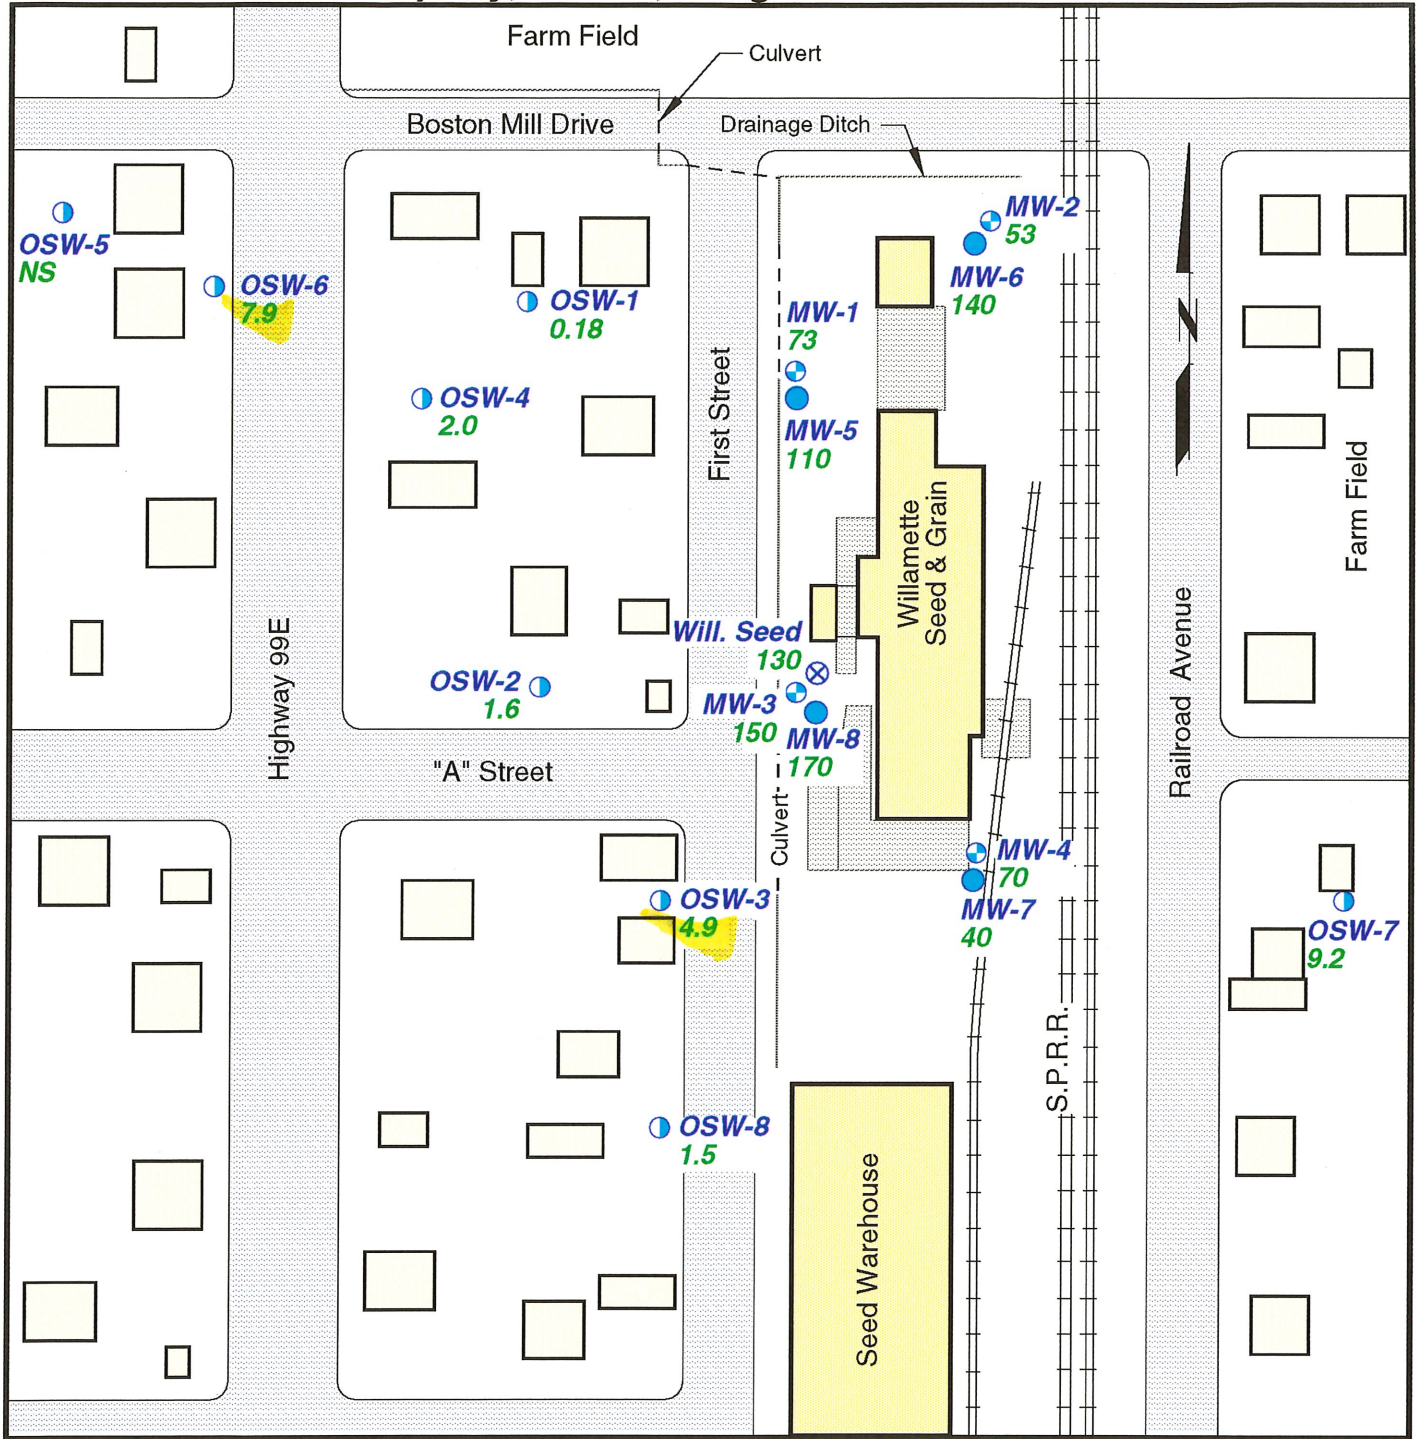 Farm Field
Culvert
Boston Mill Drive
Drainage Ditch
MW-2
53
OSW-5
NS
MW-6
140
OSW-6
7.9
OSW-1
0.18
MW-1
73
N
OSW-4
2.0
MW-5
110
First Street
Willamette
Seed & Grain
Farm Field
Highway 99E
Will. Seed
130
Railroad Avenue
OSW-2
1.6
MW-3
150
MW-8
170
"A" Street
Culvert
MW-4
70
OSW-3
4.9
MW-7
40
OSW-7
9.2
S.P.R.R.
OSW-8
1.5
Seed Warehouse